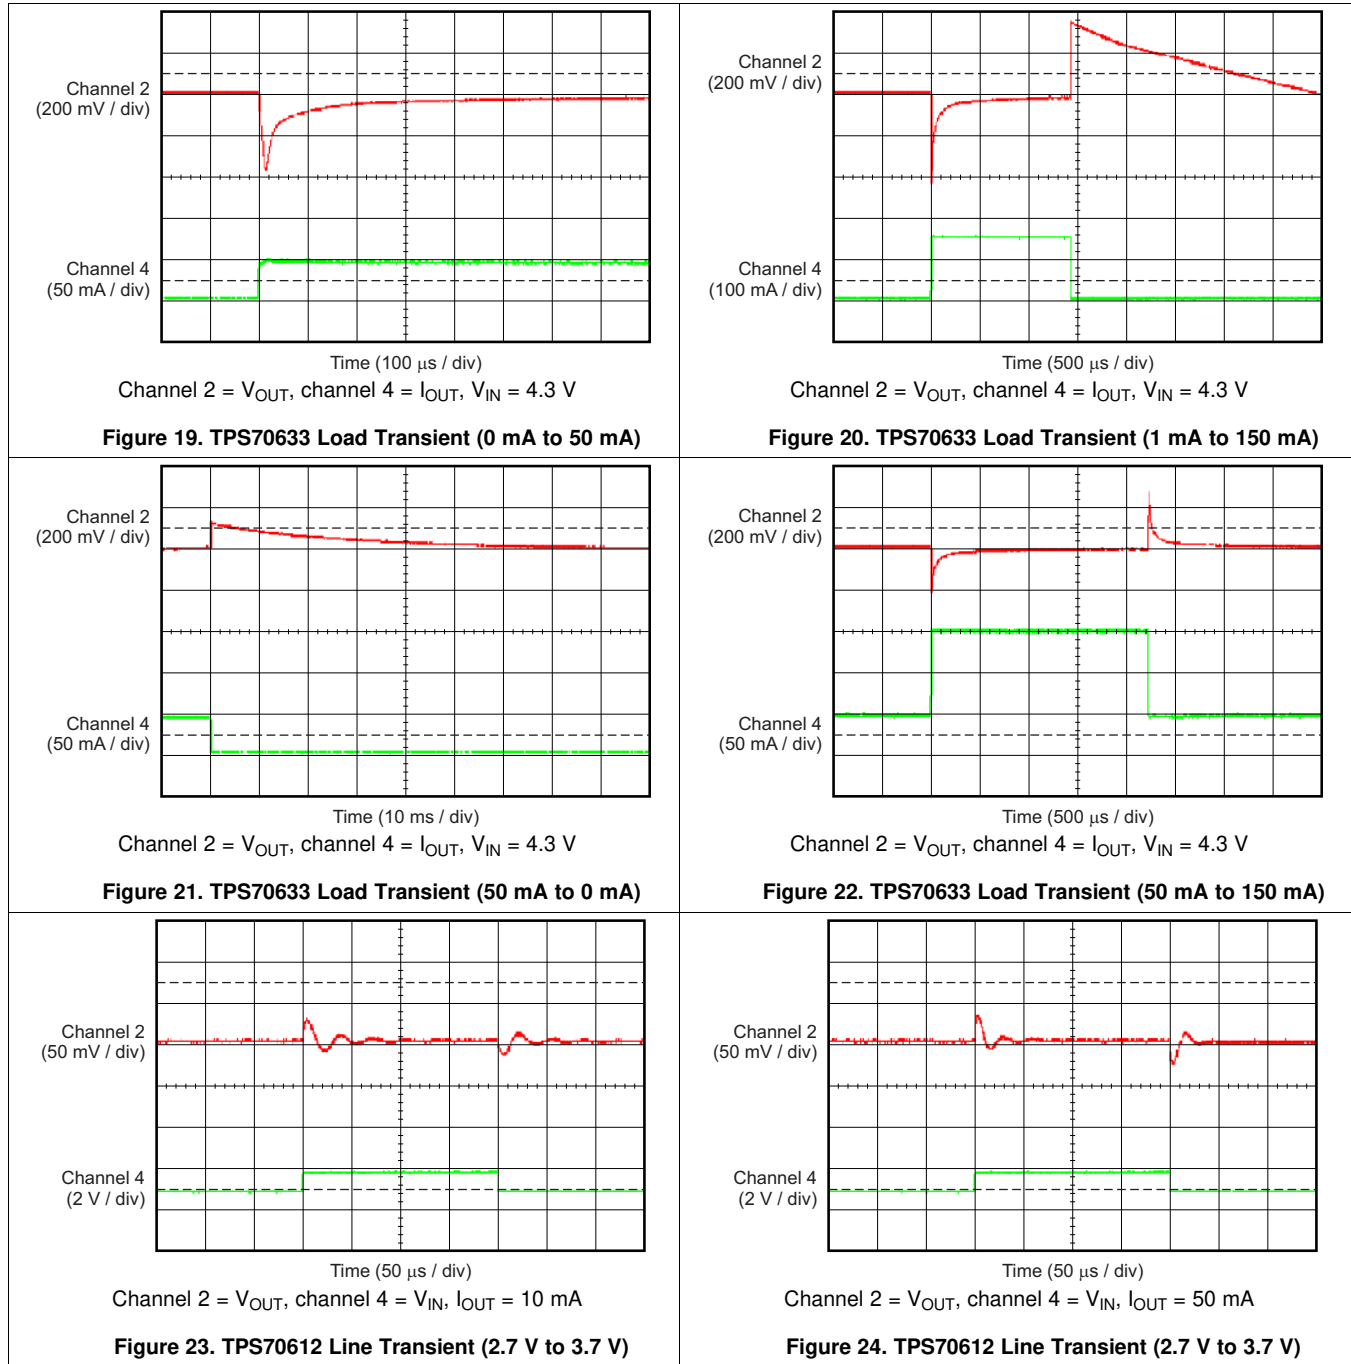 Channel 2
(200 mV / div)
Channel 4
(50 mA / div)
Time (100 μs / div)
Channel 2 = VOUT, channel 4 = IOUT, VIN = 4.3 V
Figure 19. TPS70633 Load Transient (0 mA to 50 mA)
Channel 2
(200 mV / div)
Channel 4
(100 mA / div)
Time (500 μs / div)
Channel 2 = VOUT, channel 4 = IOUT, VIN = 4.3 V
Figure 20. TPS70633 Load Transient (1 mA to 150 mA)
Channel 2
(200 mV / div)
Channel 4
(50 mA / div)
Time (10 ms / div)
Channel 2 = VOUT, channel 4 = IOUT, VIN = 4.3 V
Figure 21. TPS70633 Load Transient (50 mA to 0 mA)
Channel 2
(200 mV / div)
Channel 4
(50 mA / div)
Time (500 μs / div)
Channel 2 = VOUT, channel 4 = IOUT, VIN = 4.3 V
Figure 22. TPS70633 Load Transient (50 mA to 150 mA)
Channel 2
(50 mV / div)
Channel 4
(2 V / div)
Time (50 μs / div)
Channel 2 = VOUT, channel 4 = VIN, IOUT = 10 mA
Figure 23. TPS70612 Line Transient (2.7 V to 3.7 V)
Channel 2
(50 mV / div)
Channel 4
(2 V / div)
Time (50 μs / div)
Channel 2 = VOUT, channel 4 = VIN, IOUT = 50 mA
Figure 24. TPS70612 Line Transient (2.7 V to 3.7 V)